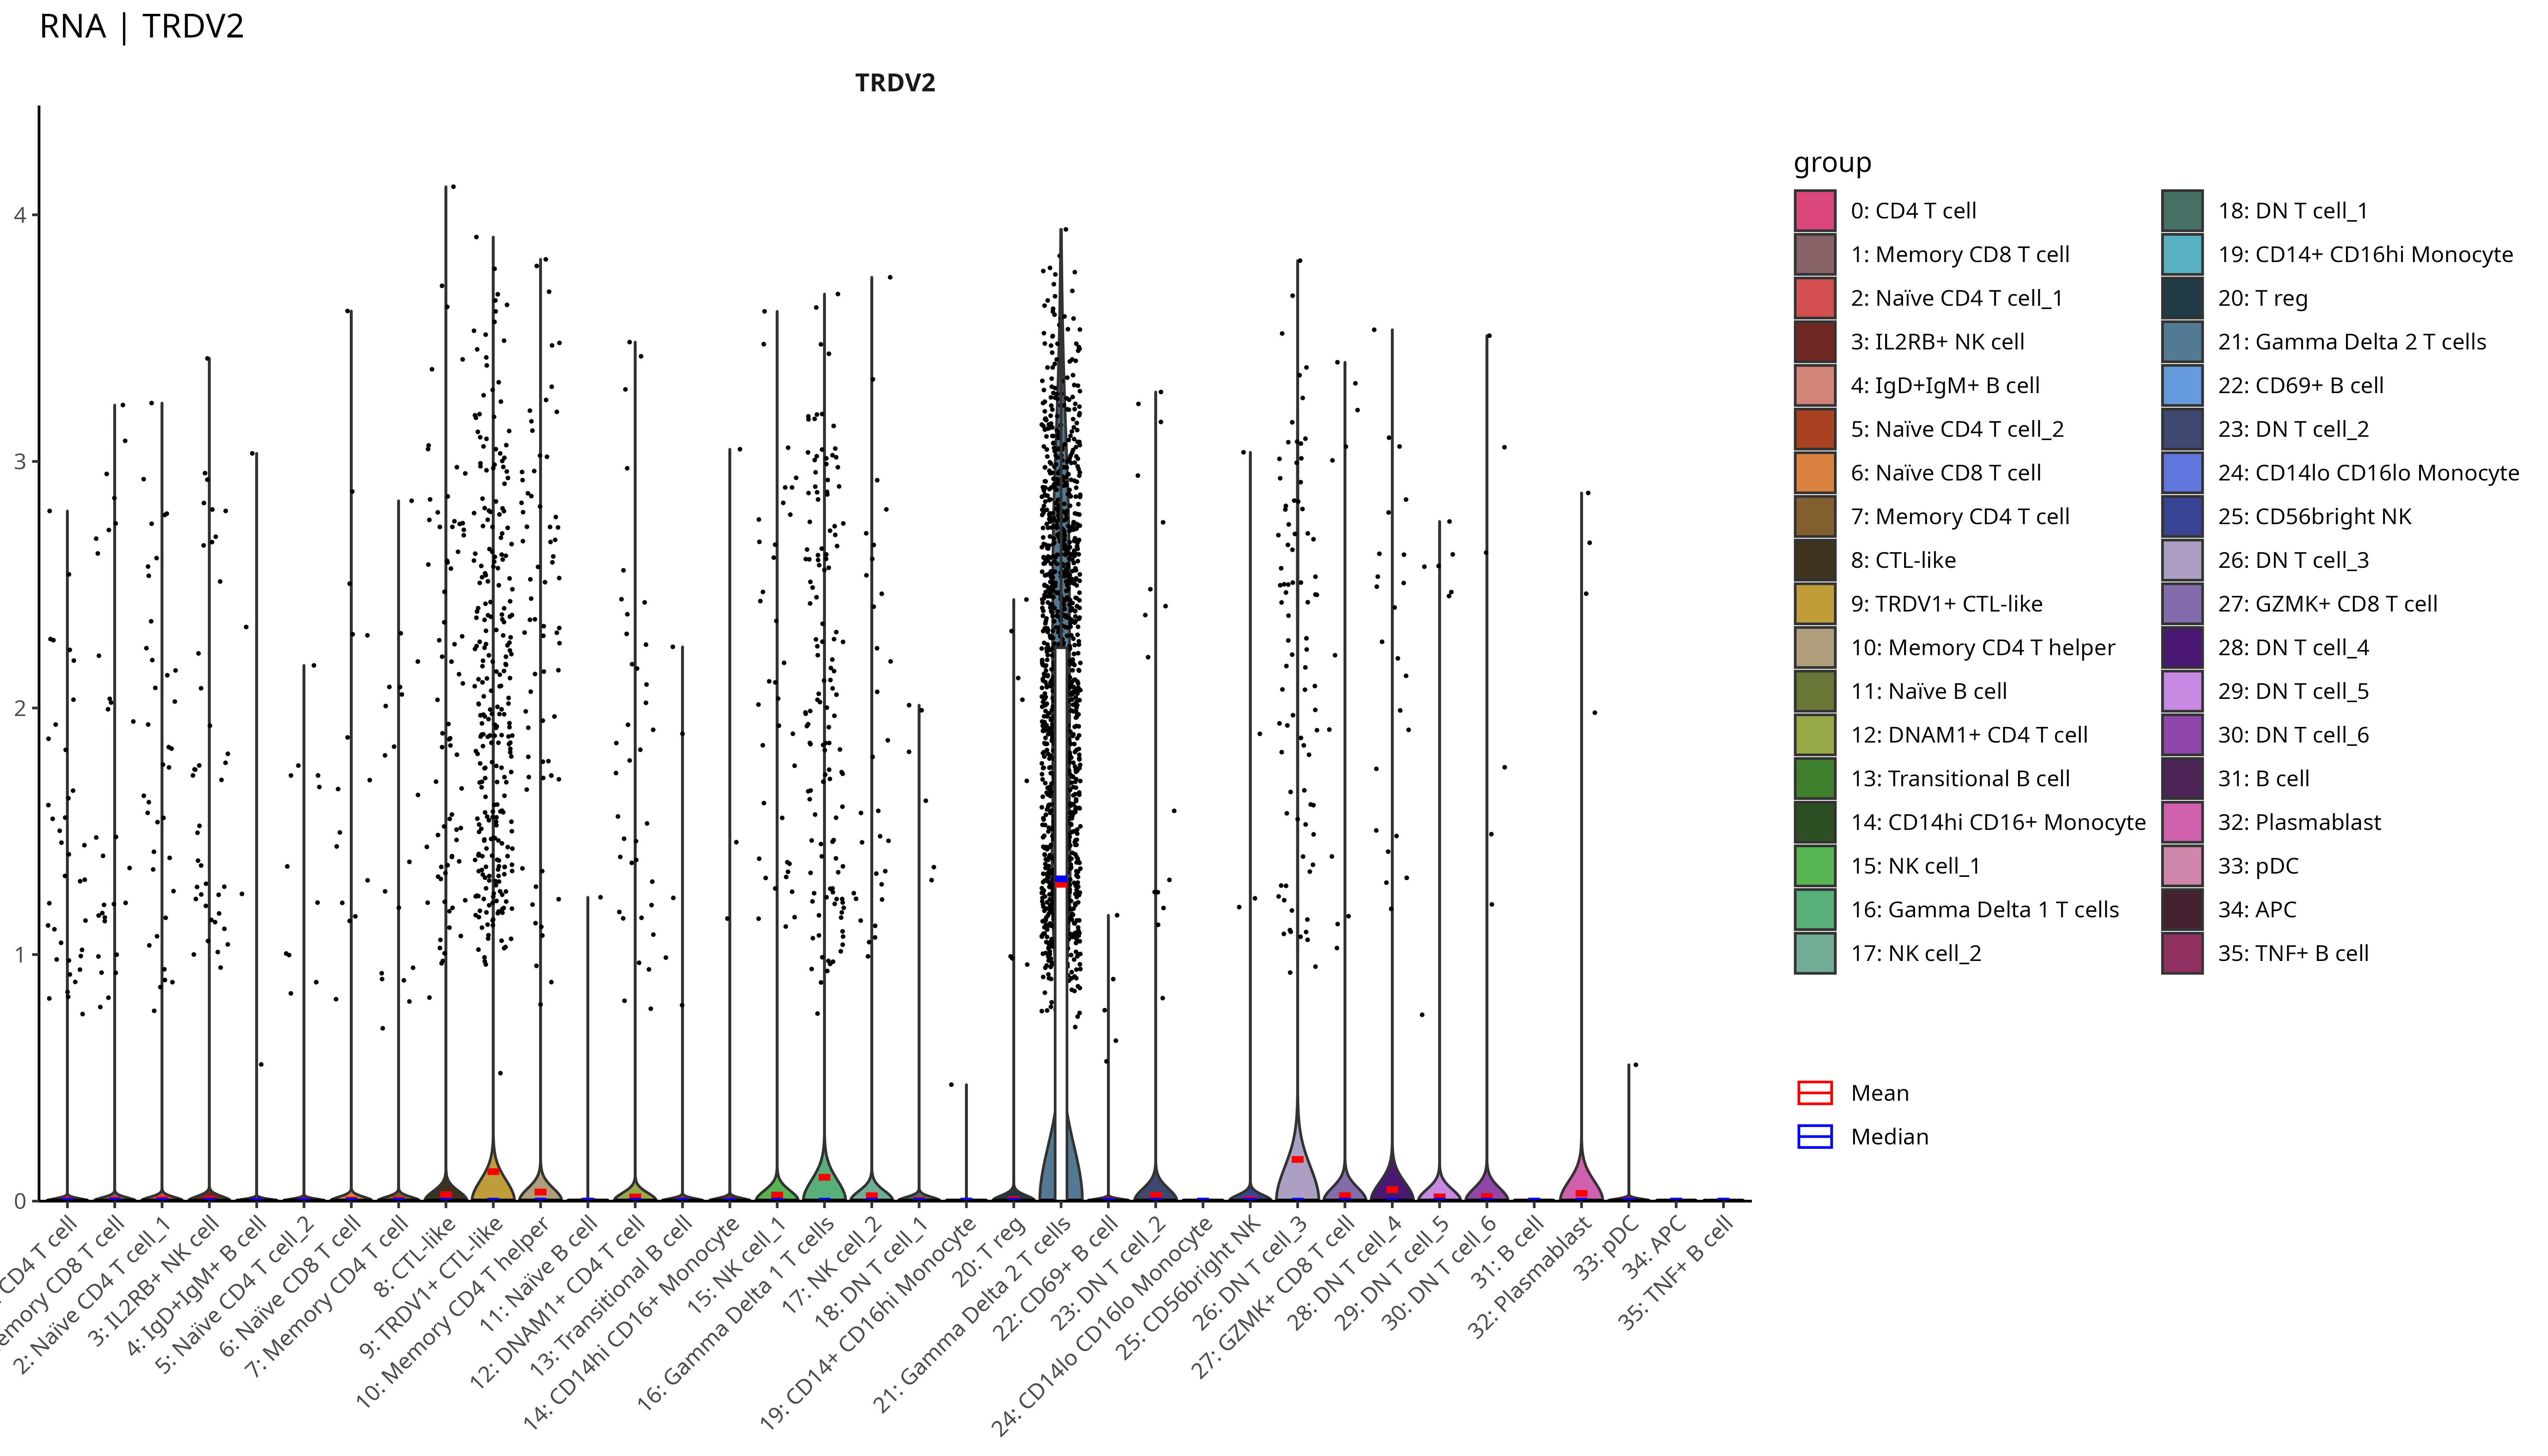 RNA | TRDV2
TRDV2
4
3
2
1
0
CD4 T cell
CD8 T cell
2: Naïve CD4 T cell_1
3: IL2RB+ NK cell
4: IgD+IgM+ B cell
5: Naïve CD4 T cell_2
6: Naïve CD8 T cell
7: Memory CD4 T cell
8: CTL-like
9: TRDV1+ CTL-like
10: Memory CD4 T helper
11: Naïve B cell
12: DNAM1+ CD4 T cell
13: Transitional B cell
14: CD14hi CD16+ Monocyte
15: NK cell_1
16: Gamma Delta 1 T cells
17: NK cell_2
18: DN T cell_1
19: CD14+ CD16hi Monocyte
20: T reg
21: Gamma Delta 2 T cells
22: CD69+ B cell
23: DN T cell_2
24: CD14lo CD16lo Monocyte
25: CD56bright NK
26: DN T cell_3
27: GZMK+ CD8 T cell
28: DN T cell_4
29: DN T cell_5
30: DN T cell_6
31: B cell
32: Plasmablast
33: pDC
34: APC
35: TNF+ B cell
group
0: CD4 T cell
1: Memory CD8 T cell
2: Naïve CD4 T cell_1
3: IL2RB+ NK cell
4: IgD+IgM+ B cell
5: Naïve CD4 T cell_2
6: Naïve CD8 T cell
7: Memory CD4 T cell
8: CTL-like
9: TRDV1+ CTL-like
10: Memory CD4 T helper
11: Naïve B cell
12: DNAM1+ CD4 T cell
13: Transitional B cell
14: CD14hi CD16+ Monocyte
15: NK cell_1
16: Gamma Delta 1 T cells
17: NK cell_2
18: DN T cell_1
19: CD14+ CD16hi Monocyte
20: T reg
21: Gamma Delta 2 T cells
22: CD69+ B cell
23: DN T cell_2
24: CD14lo CD16lo Monocyte
25: CD56bright NK
26: DN T cell_3
27: GZMK+ CD8 T cell
28: DN T cell_4
29: DN T cell_5
30: DN T cell_6
31: B cell
32: Plasmablast
33: pDC
34: APC
35: TNF+ B cell
Mean
Median